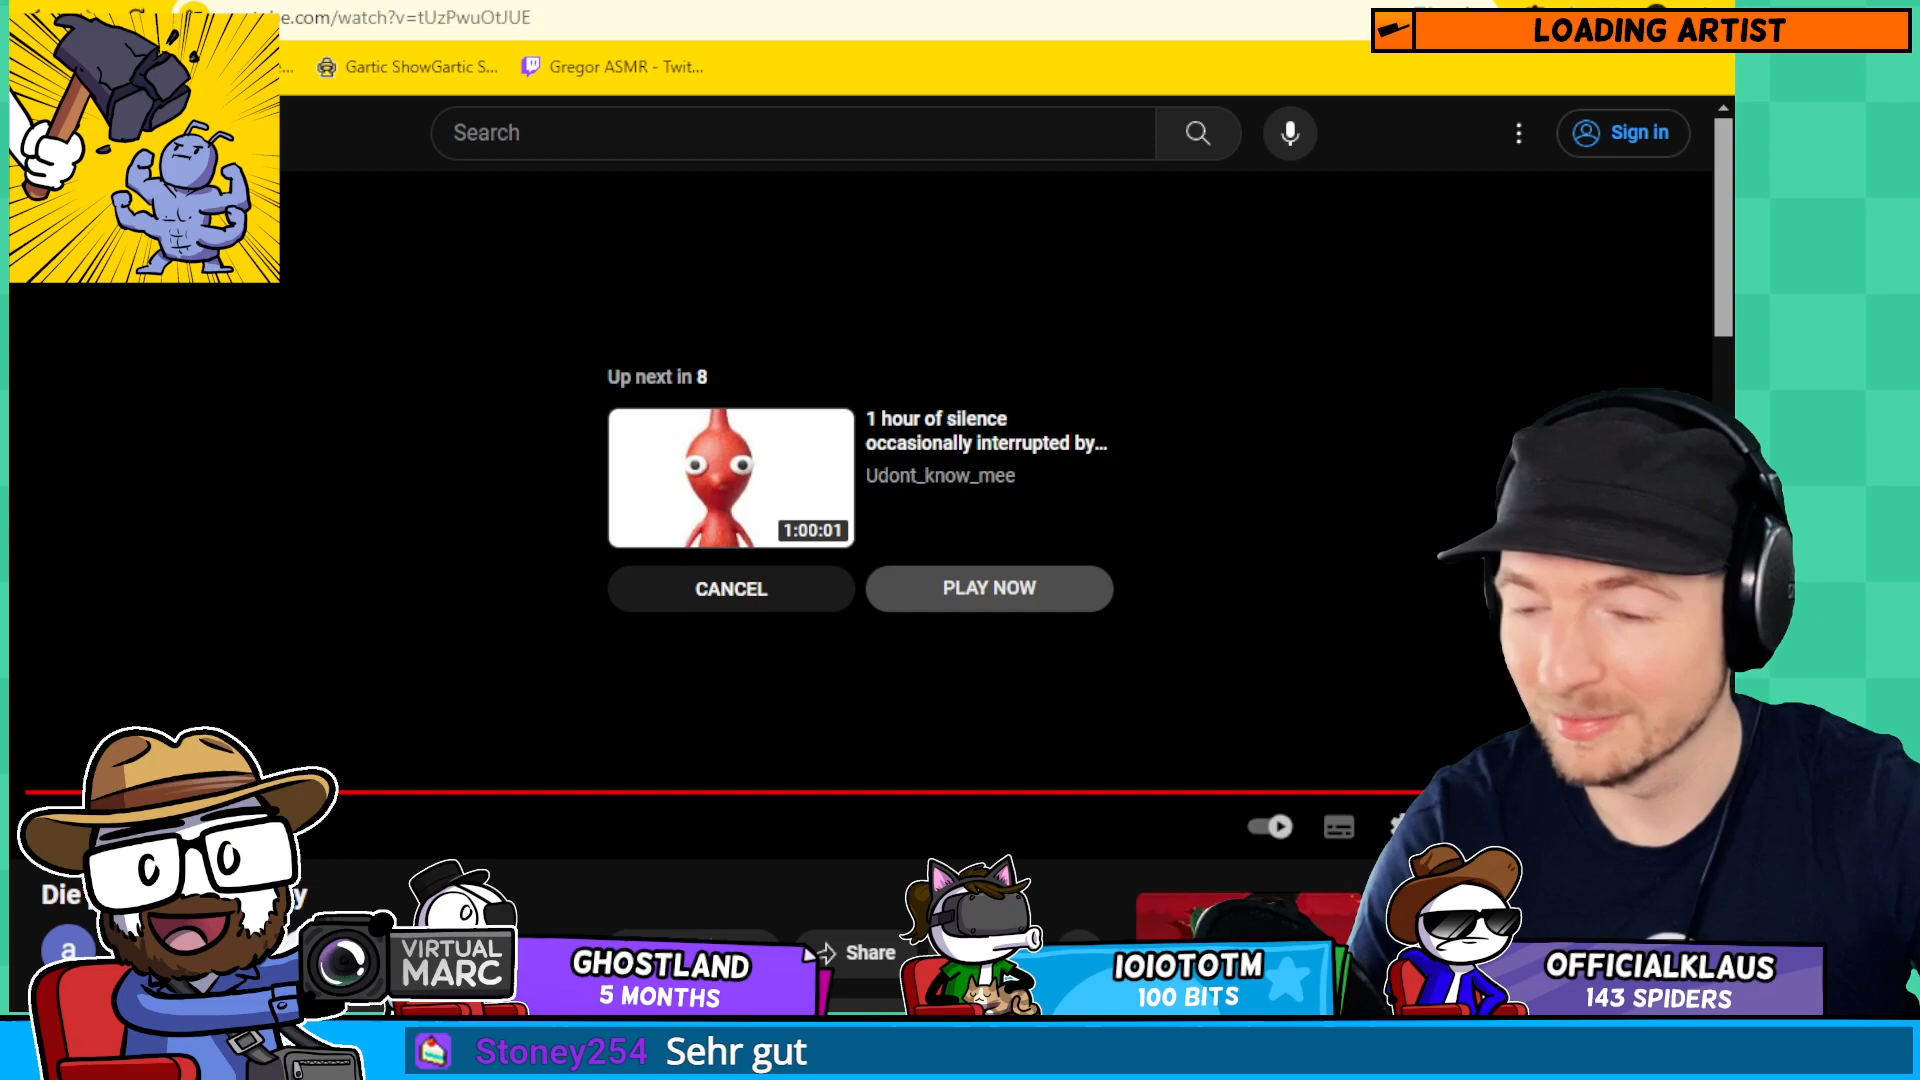 e.com/watch?v=tUzPwuOtJUE
LOADING ARTIST
Gartic ShowGartic S...
Gregor ASMR - Twit...
Search
Sign in
Up next in 8
1 hour of silence
occasionally interrupted by...
Udont_know_mee
1:00:01
CANCEL
PLAY NOW
Die
y
a
Share
VIRTUAL
MARC
GHOSTLAND
5 MONTHS
IOIOTOTM
100 BITS
OFFICIALKLAUS
143 SPIDERS
Stoney254 Sehr gut